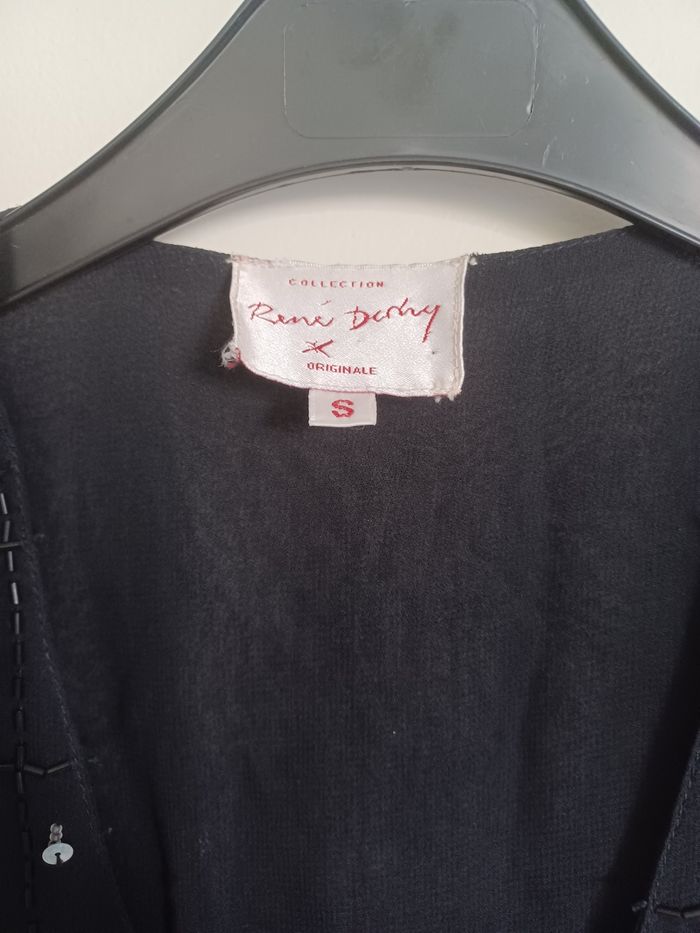 COLLECTION
René Derhy
ORIGINALE
S